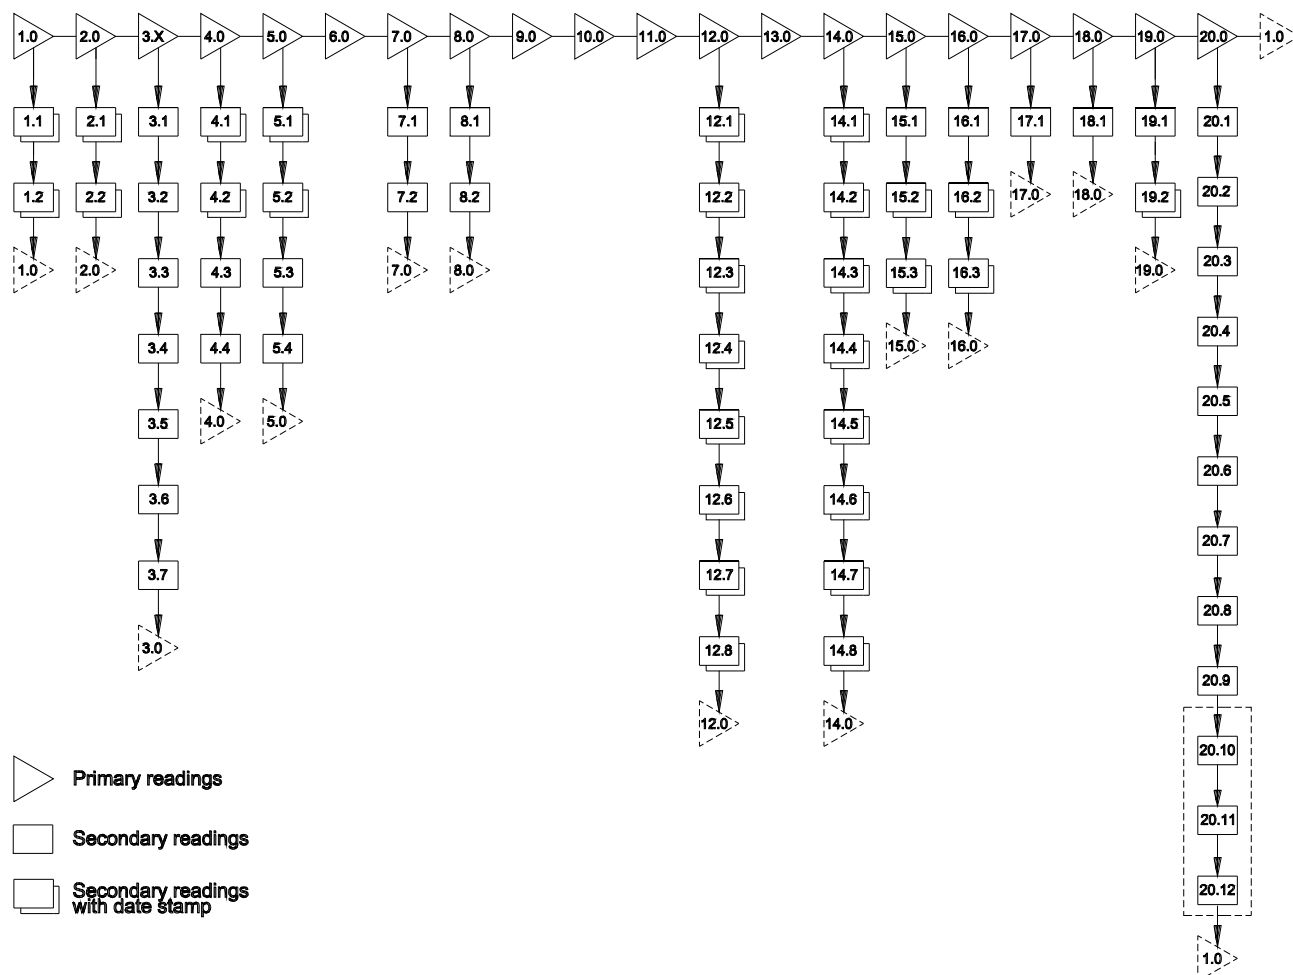 1.0 2.0 3.X 4.0 5.0 6.0 7.0 8.0 9.0 10.0 11.0 12.0 13.0 14.0 15.0 16.0 17.0 18.0 19.0 20.0 1.0
1.1 2.1 3.1 4.1 5.1 7.1 8.1 12.1 14.1 15.1 16.1 17.1 18.1 19.1 20.1
1.2 2.2 3.2 4.2 5.2 7.2 8.2 12.2 14.2 15.2 16.2 17.0 18.0 19.2 20.2
1.0 2.0 3.3 4.3 5.3 7.0 8.0 12.3 14.3 15.3 16.3 19.0 20.3
3.4 4.4 5.4 12.4 14.4 15.0 16.0 20.4
3.5 4.0 5.0 12.5 14.5 20.5
3.6 12.6 14.6 20.6
3.7 12.7 14.7 20.7
3.0 12.8 14.8 20.8
20.9
12.0 14.0
20.10
Primary readings
20.11
Secondary readings
20.12
Secondary readings
with date stamp
1.0